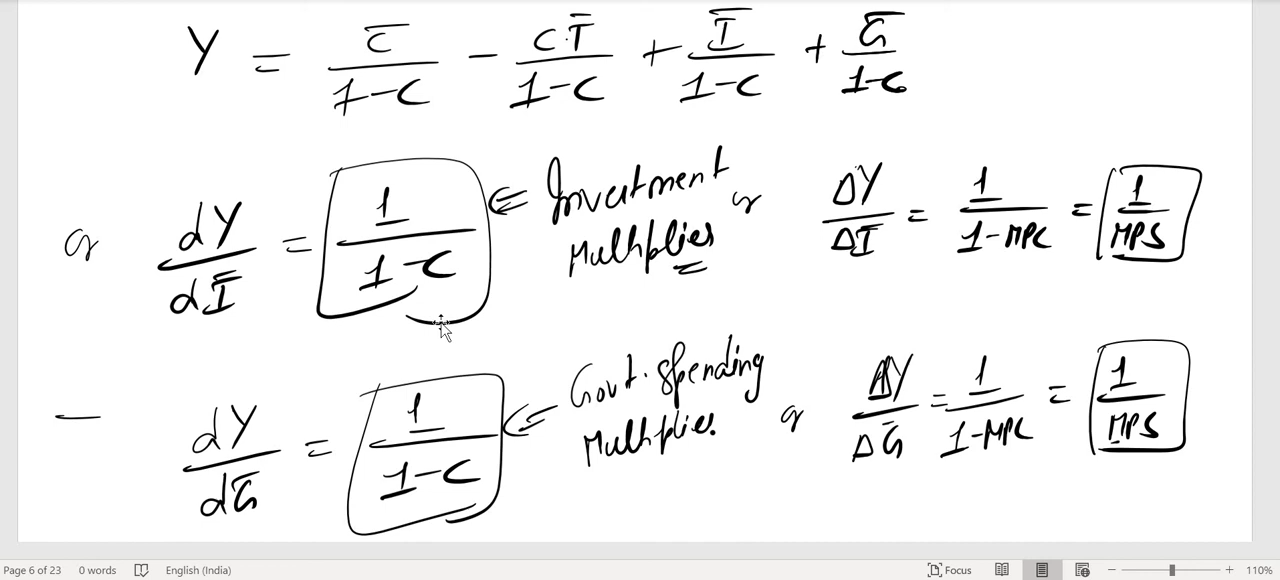 Y = C̄/1-C - C.T̄/1-C + Ī/1-C + Ḡ/1-C
or dY/dĪ = 1/1-C ⇐ Investment Multiplier or ΔY/ΔI = 1/1-MPC = 1/MPS
- dY/dḠ = 1/1-C ⇐ Govt. Spending Multiplier. or ΔY/ΔḠ = 1/1-MPC = 1/MPS
Page 6 of 23 0 words English (India) Focus - + 110%